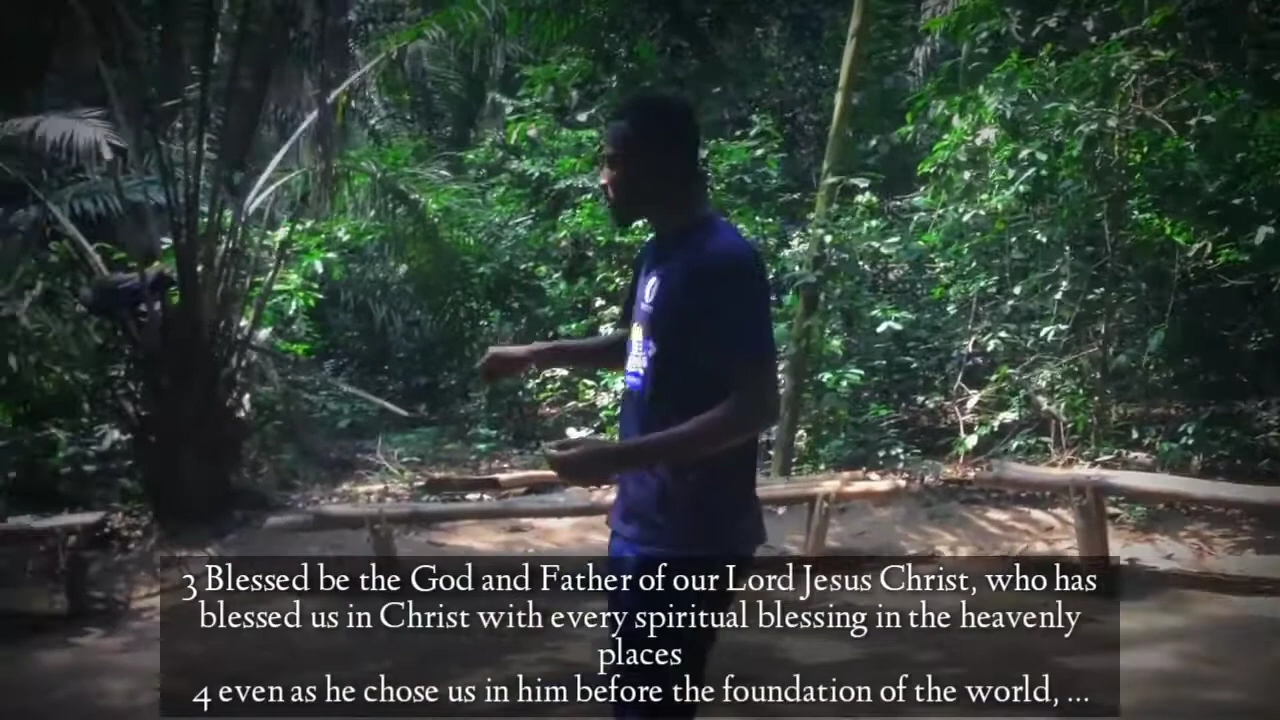 3 Blessed be the God and Father of our Lord Jesus Christ, who has
blessed us in Christ with every spiritual blessing in the heavenly
places
4 even as he chose us in him before the foundation of the world, ...